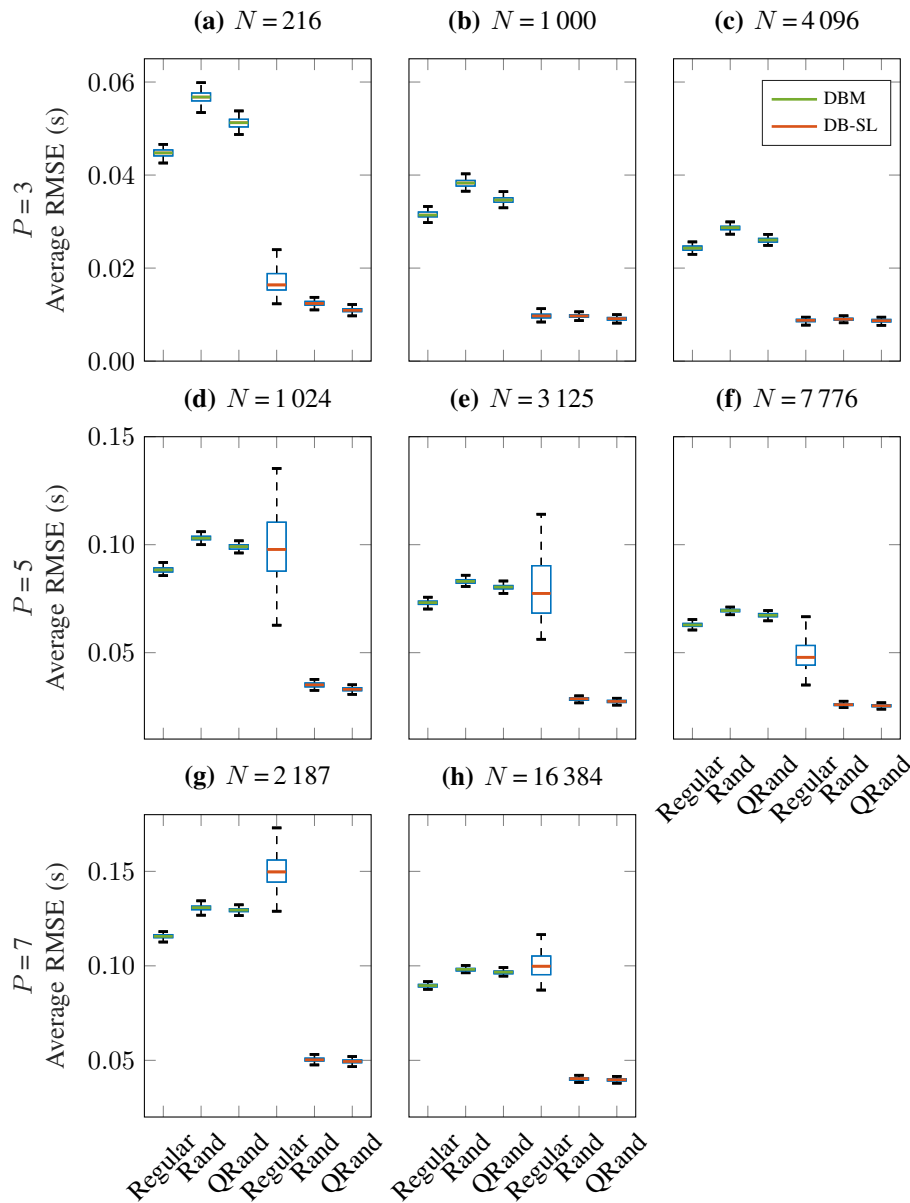 (a) N = 216
(b) N = 1 000
(c) N = 4 096
P = 3
Average RMSE (s)
0.06
0.04
0.02
0.00
DBM
DB-SL
(d) N = 1 024
(e) N = 3 125
(f) N = 7 776
P = 5
Average RMSE (s)
0.15
0.10
0.05
Regular
Rand
QRand
Regular
Rand
QRand
(g) N = 2 187
(h) N = 16 384
P = 7
Average RMSE (s)
0.15
0.10
0.05
Regular
Rand
QRand
Regular
Rand
QRand
Regular
Rand
QRand
Regular
Rand
QRand